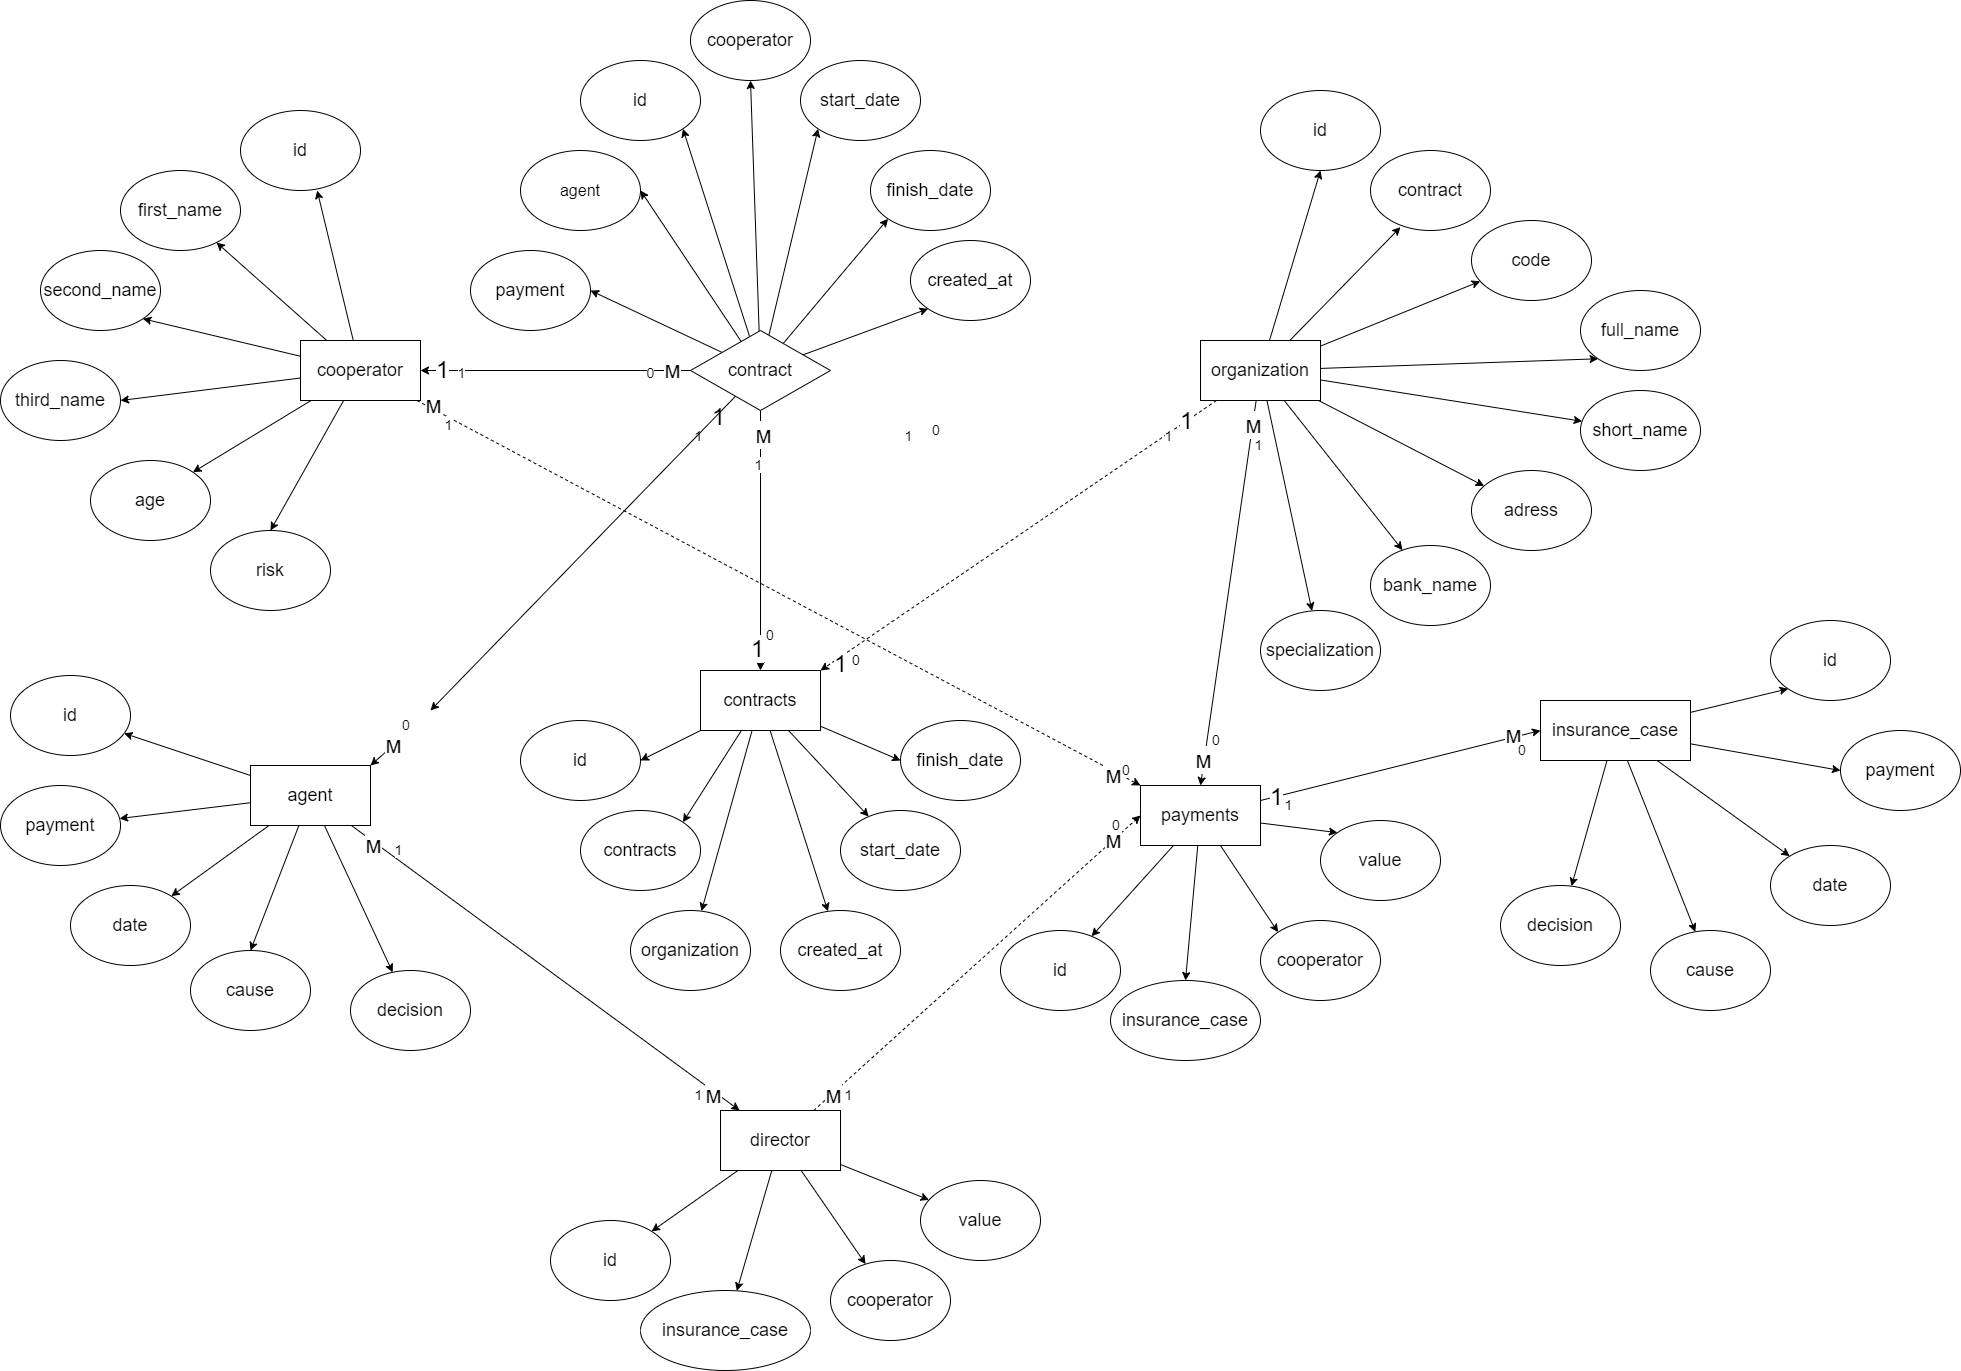 cooperator
id
start_date
id
id
agent
finish_date
contract
first_name
code
created_at
second_name
payment
full_name
cooperator
1
1
0
M
contract
organization
third_name
M
1
1
1
M
1
1
0
1
1
M
1
short_name
age
adress
risk
bank_name
0
1
1
0
specialization
id
id
contracts
0
M
0
M
M
0
insurance_case
M
0
id
finish_date
payment
agent
1
1
payments
payment
M
1
0
M
contracts
start_date
value
date
date
decision
cause
organization
created_at
id
cooperator
cause
decision
insurance_case
1
M
M
1
director
value
id
cooperator
insurance_case